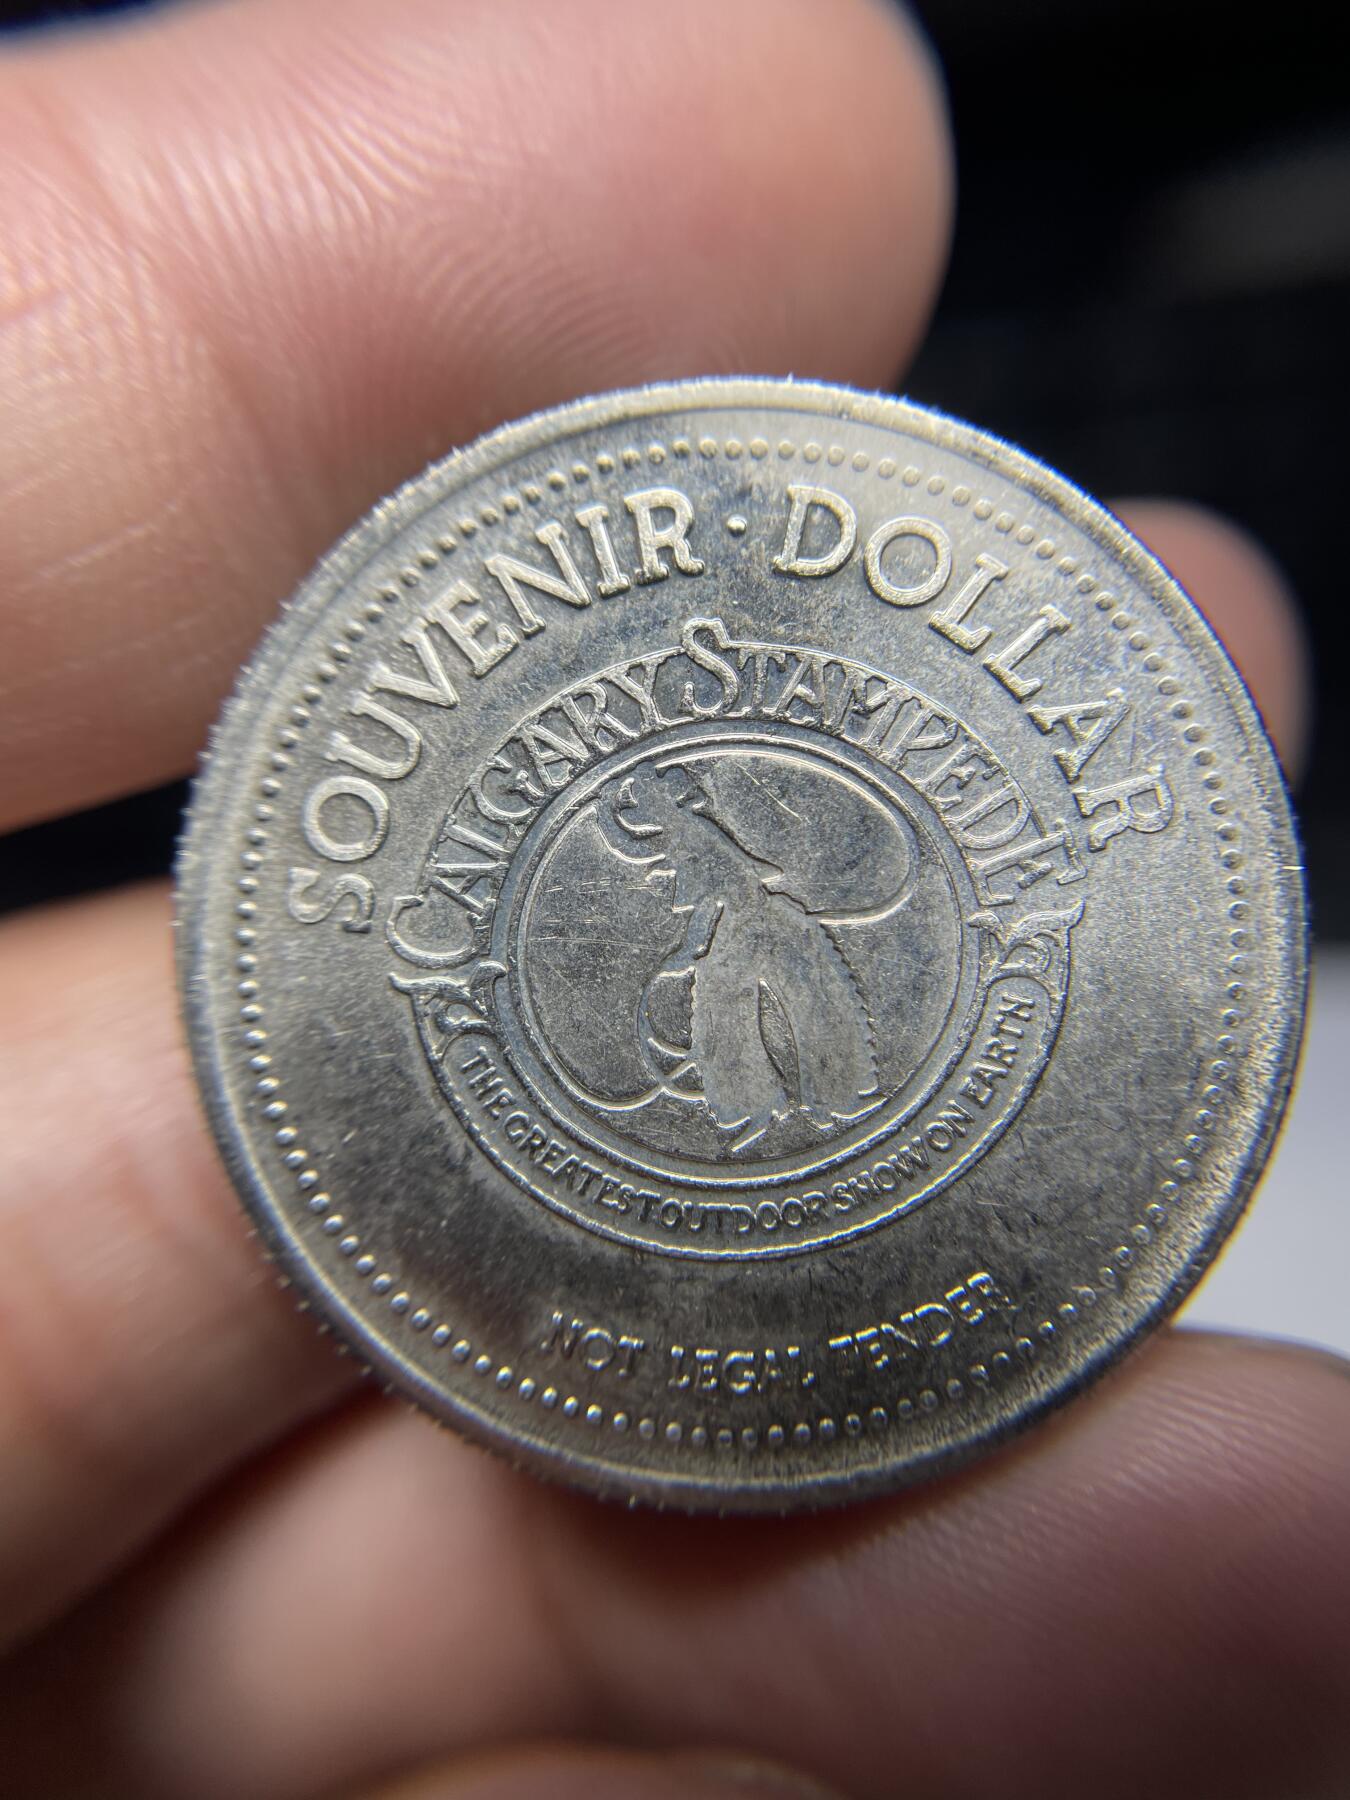 SOUVENIR · DOLLAR
CALGARY STAMPEDE
THE GREATEST OUTDOOR SHOW ON EARTH
NOT LEGAL TENDER